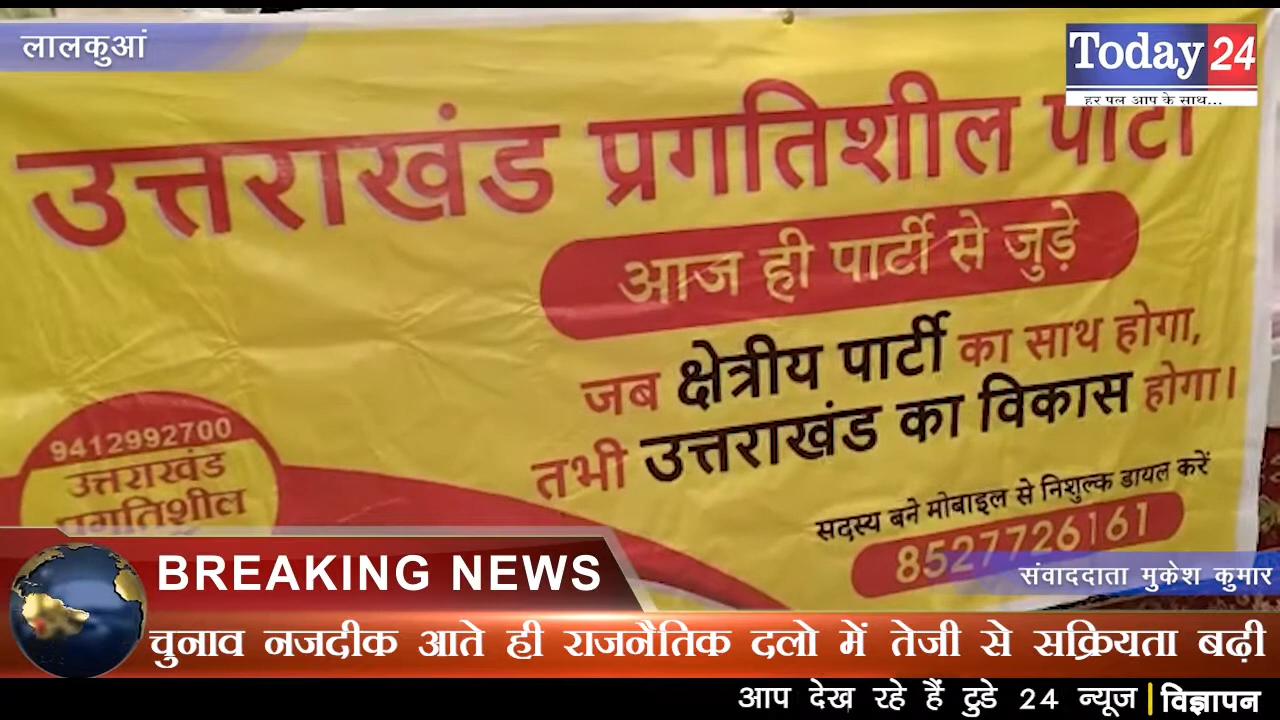 लालकुआं
Today 24
हर पल आप के साथ...
उत्तराखंड प्रगतिशील पार्टी
आज ही पार्टी से जुड़े
जब क्षेत्रीय पार्टी का साथ होगा,
तभी उत्तराखंड का विकास होगा।
9412992700
उत्तराखंड
प्रगतिशील
सदस्य बने मोबाइल से निशुल्क डायल करें
8527726161
संवाददाता मुकेश कुमार
BREAKING NEWS
चुनाव नजदीक आते ही राजनैतिक दलो में तेजी से सक्रियता बढ़ी
आप देख रहे हैं टुडे 24 न्यूज विज्ञापन